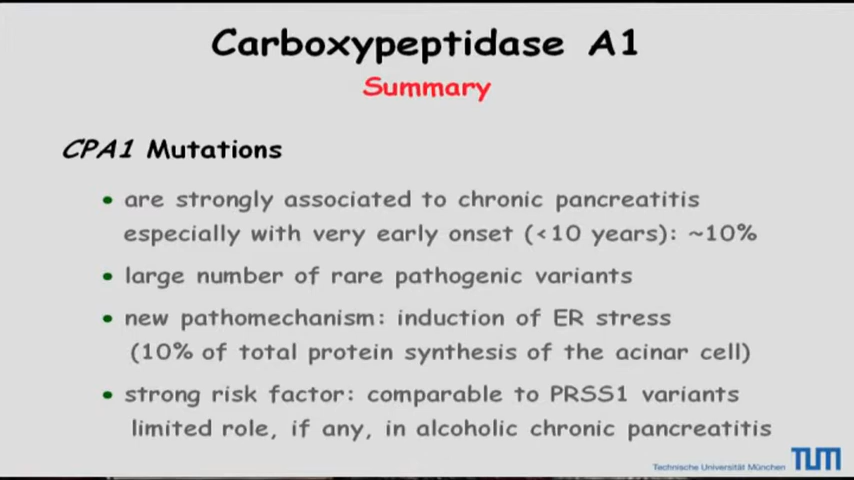 Carboxypeptidase A1
Summary
CPA1 Mutations
• are strongly associated to chronic pancreatitis
especially with very early onset (<10 years): ~10%
• large number of rare pathogenic variants
• new pathomechanism: induction of ER stress
(10% of total protein synthesis of the acinar cell)
• strong risk factor: comparable to PRSS1 variants
limited role, if any, in alcoholic chronic pancreatitis
Technische Universität München TUM